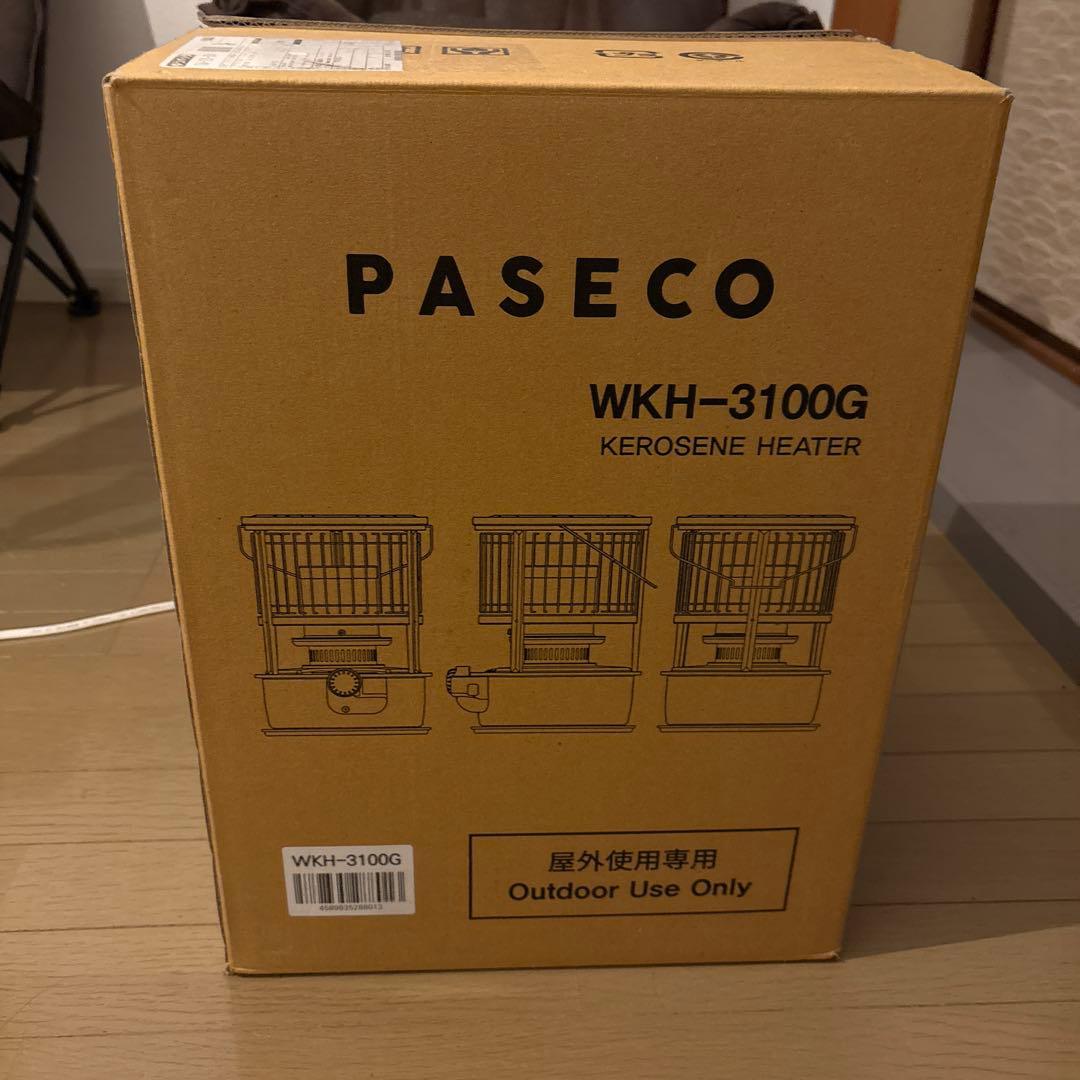 PASECO
WKH-3100G
KEROSENE HEATER
WKH-3100G
屋外使用専用
Outdoor Use Only